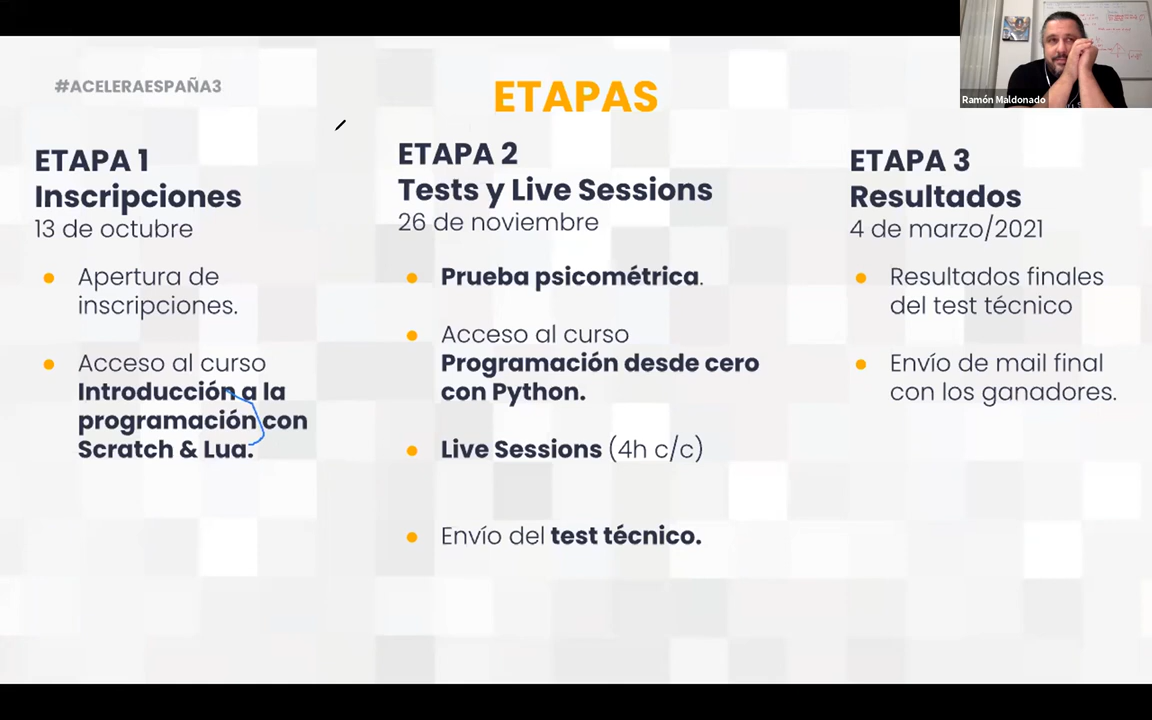 #ACELERAESPAÑA3
ETAPAS
Ramón Maldonado
ETAPA 1
Inscripciones
13 de octubre
Apertura de
inscripciones.
Acceso al curso
Introducción a la
programación con
Scratch & Lua.
ETAPA 2
Tests y Live Sessions
26 de noviembre
Prueba psicométrica.
Acceso al curso
Programación desde cero
con Python.
Live Sessions (4h c/c)
Envío del test técnico.
ETAPA 3
Resultados
4 de marzo/2021
Resultados finales
del test técnico
Envío de mail final
con los ganadores.